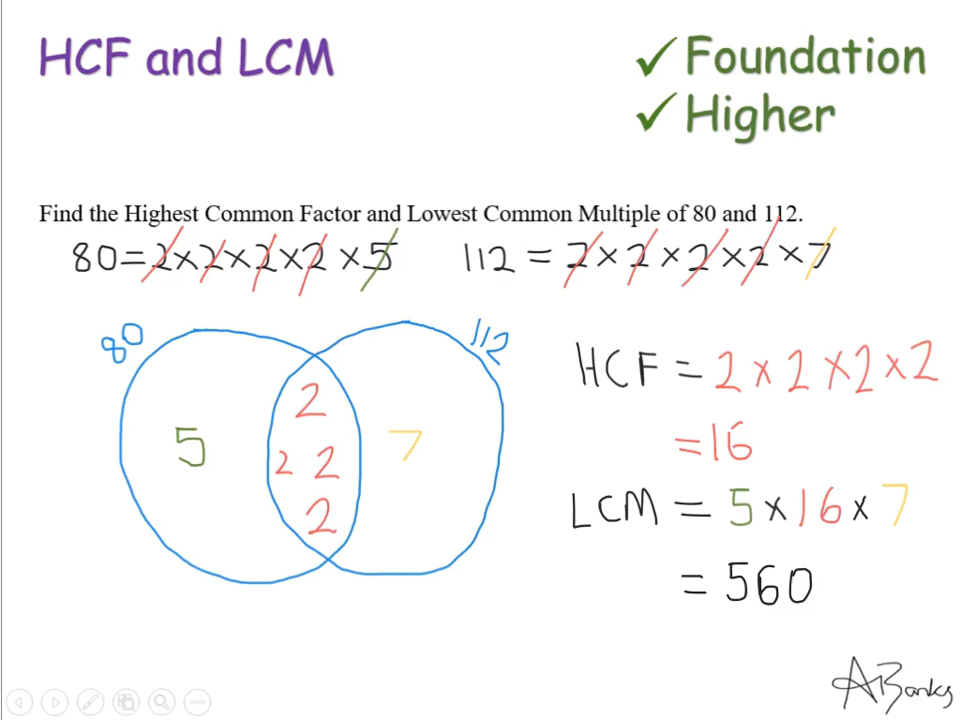 HCF and LCM
✓ Foundation
✓ Higher
Find the Highest Common Factor and Lowest Common Multiple of 80 and 112.
80 = 2 × 2 × 2 × 2 × 5
112 = 2 × 2 × 2 × 2 × 7
80
112
5
2
2 2
2
7
HCF = 2 × 2 × 2 × 2
= 16
LCM = 5 × 16 × 7
= 560
A Banks